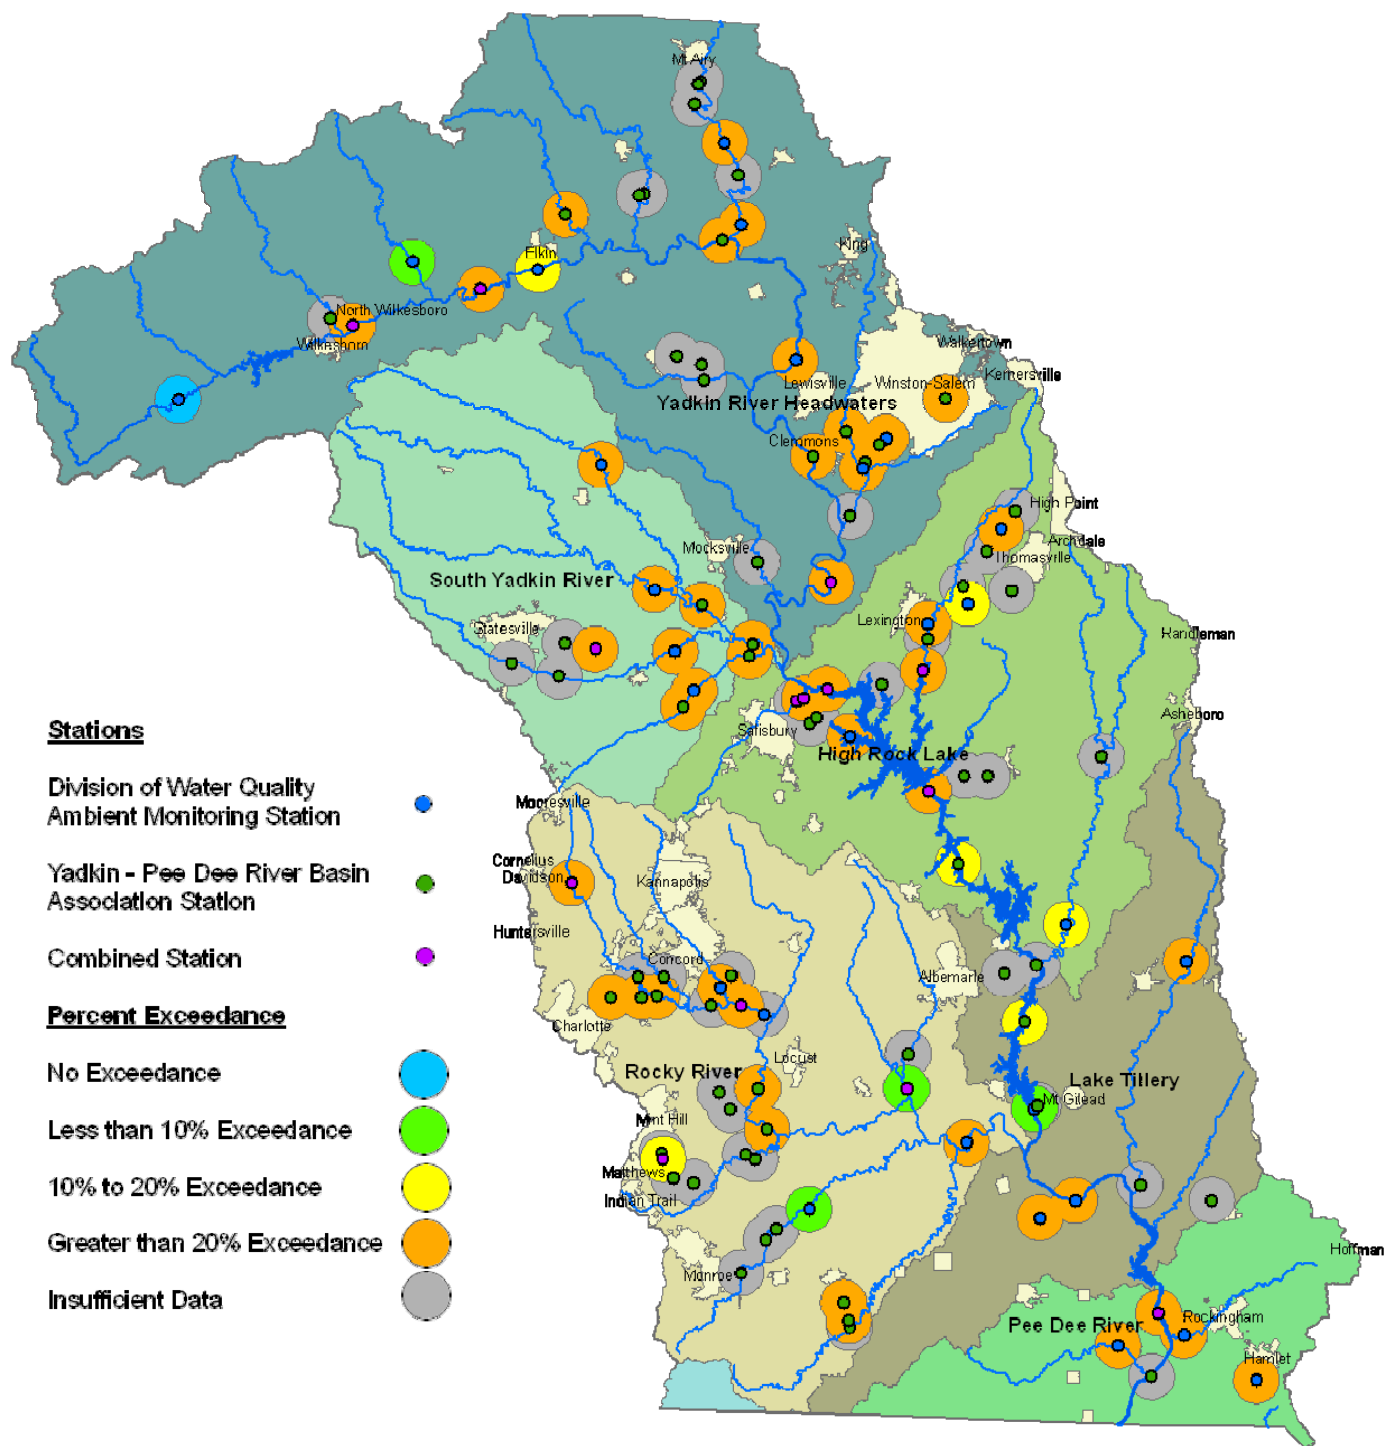 Mt Airy
King
Elkin
North Wilkesboro
Wilkesboro
Walkertown
Kernersville
Lewisville
Winston-Salem
Yadkin River Headwaters
Clemmons
High Point
Archdale
Thomasville
Mocksville
South Yadkin River
Lexington
Statesville
Randleman
Asheboro
Salisbury
High Rock Lake
Stations
Division of Water Quality
Ambient Monitoring Station
Yadkin - Pee Dee River Basin
Association Station
Combined Station
Percent Exceedance
No Exceedance
Less than 10% Exceedance
10% to 20% Exceedance
Greater than 20% Exceedance
Insufficient Data
Mooresville
Cornelius
Davidson
Kannapolis
Huntersville
Concord
Albemarle
Charlotte
Locust
Rocky River
Lake Tillery
Mt Gilead
Mint Hill
Matthews
Indian Trail
Monroe
Hoffman
Pee Dee River
Rockingham
Hamlet